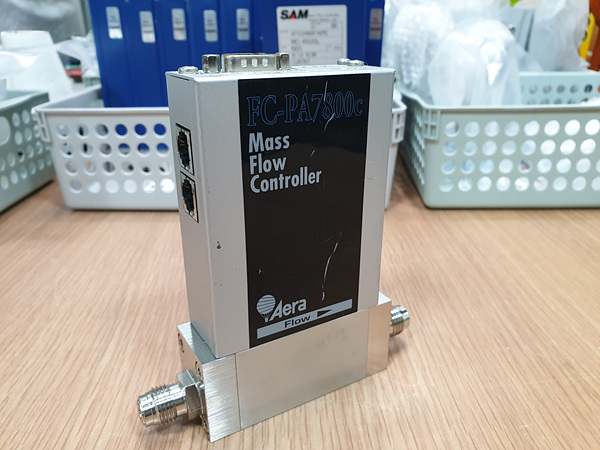 SAM
FC-PA7800c
Mass
Flow
Controller
Aera
Flow